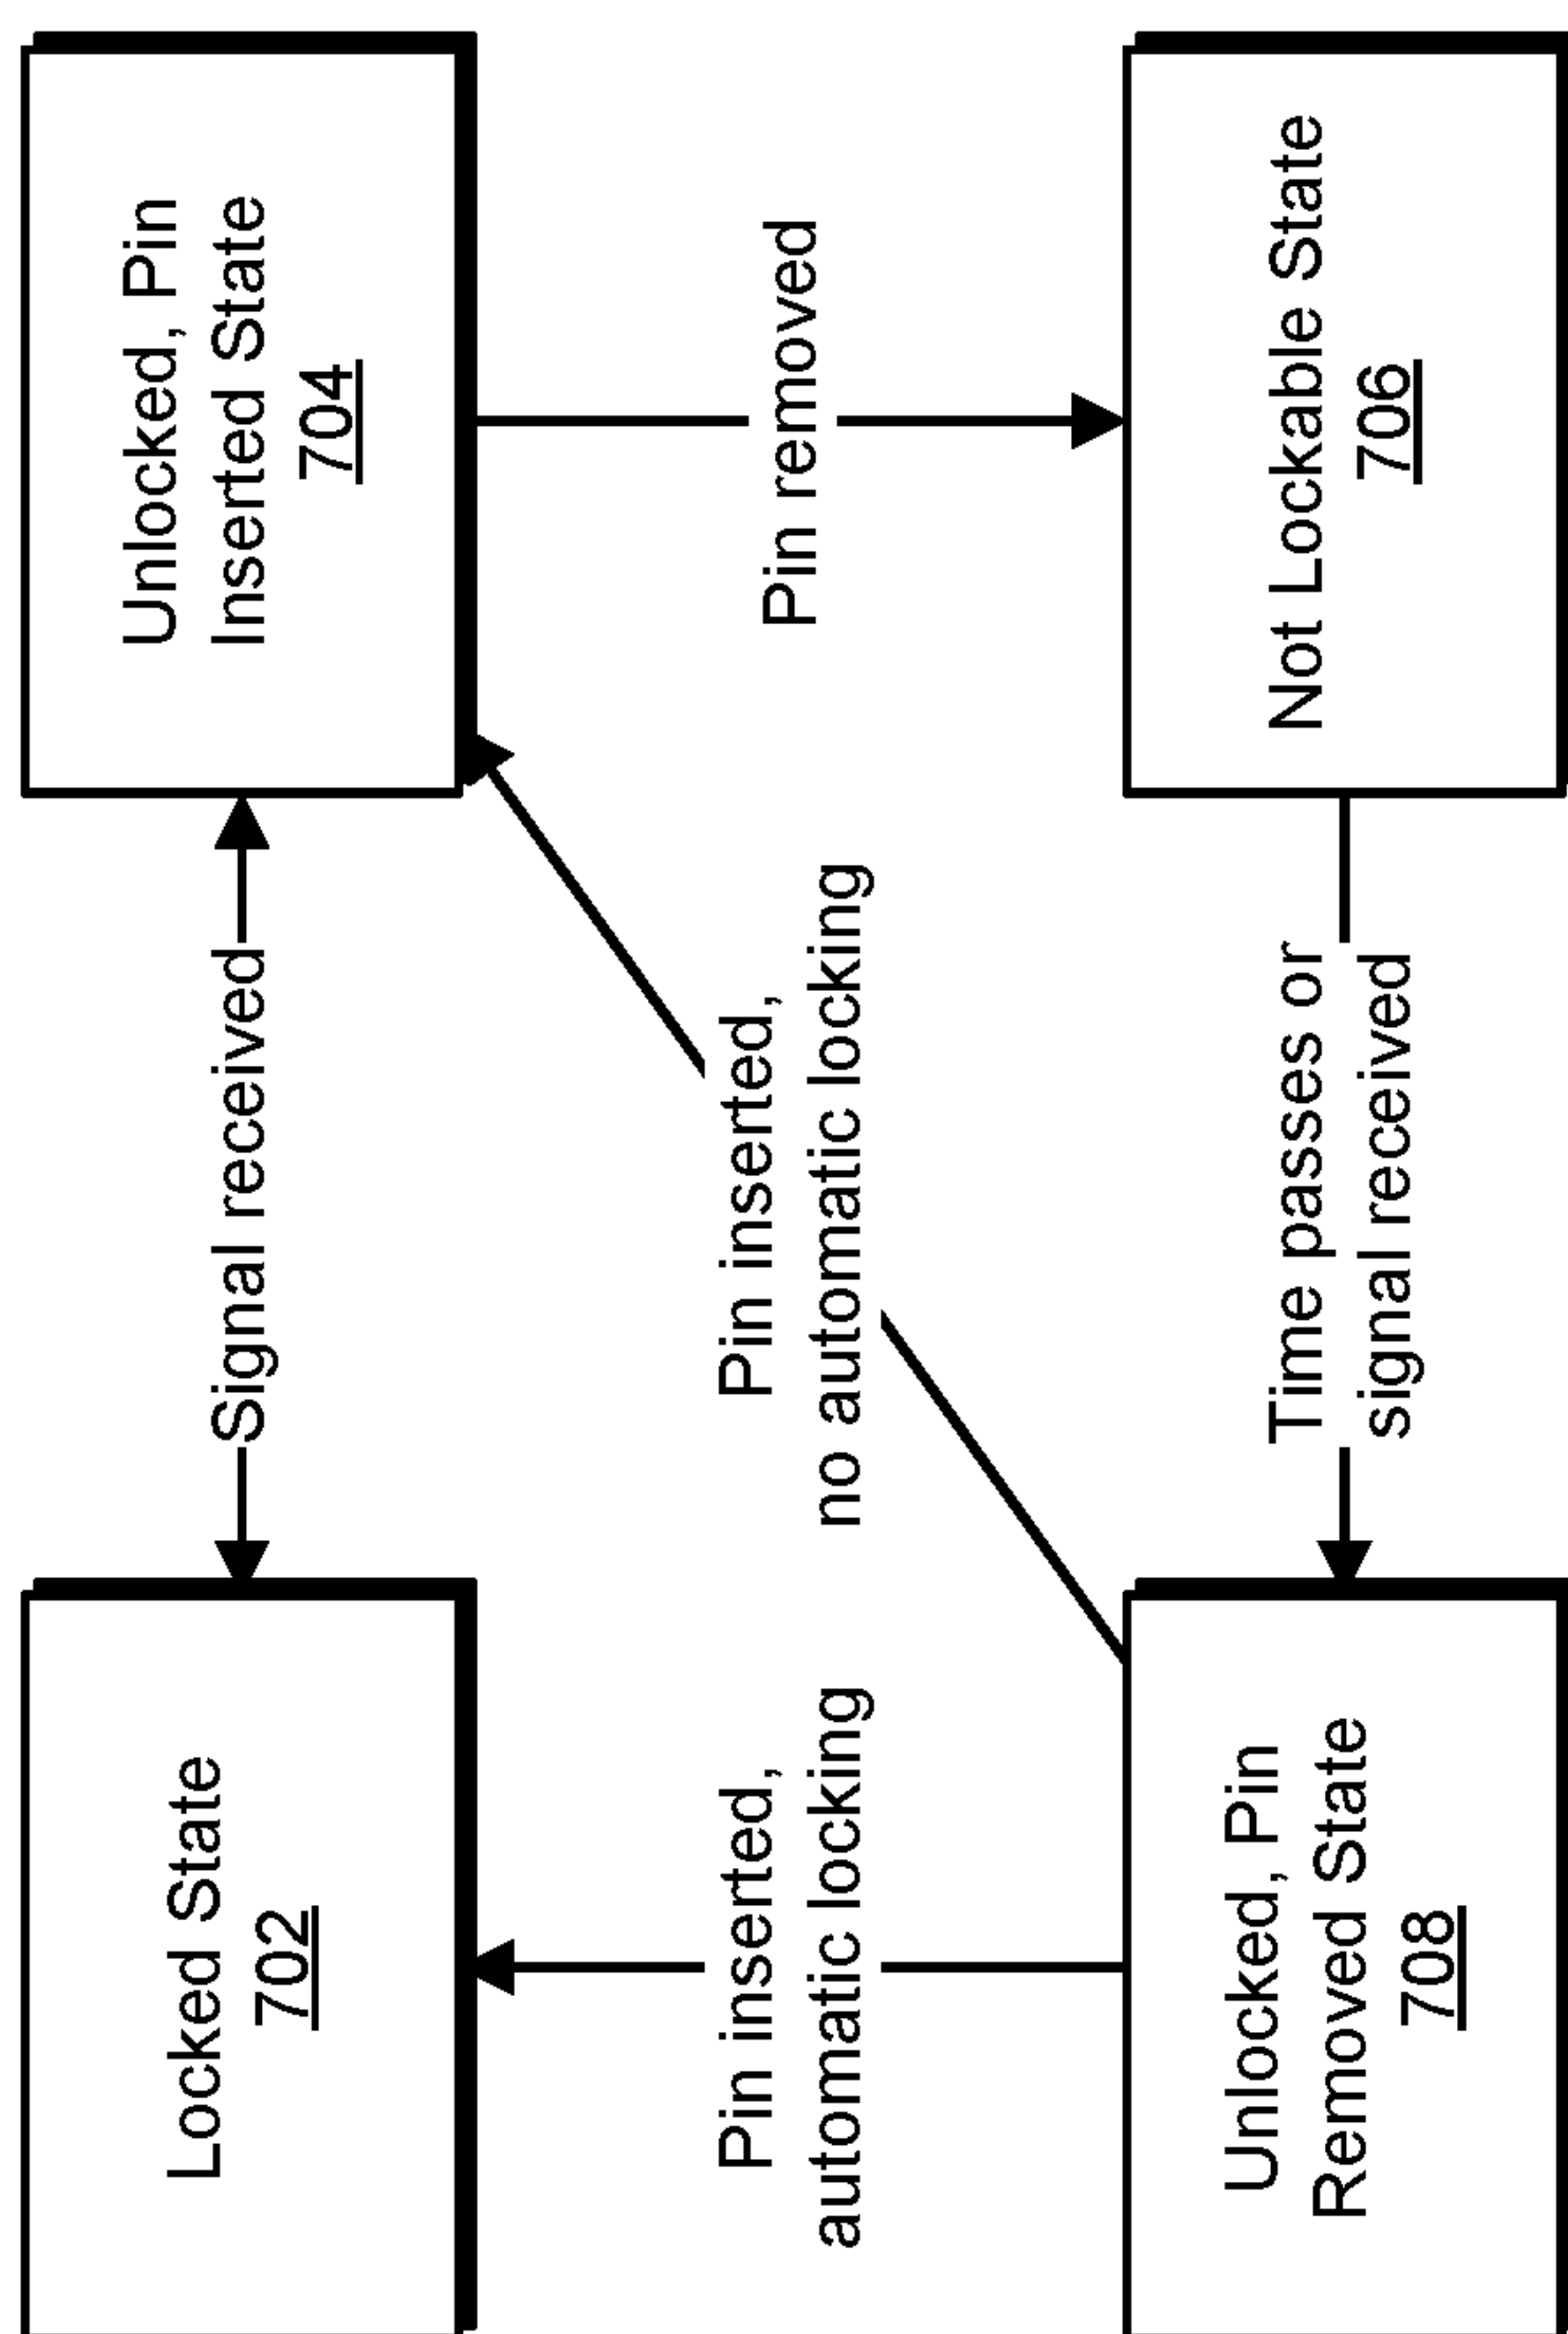 Locked State
702
Signal received
Unlocked, Pin
Inserted State
704
Pin inserted,
automatic locking
Pin inserted,
no automatic locking
Pin removed
Unlocked, Pin
Removed State
708
Time passes or
signal received
Not Lockable State
706